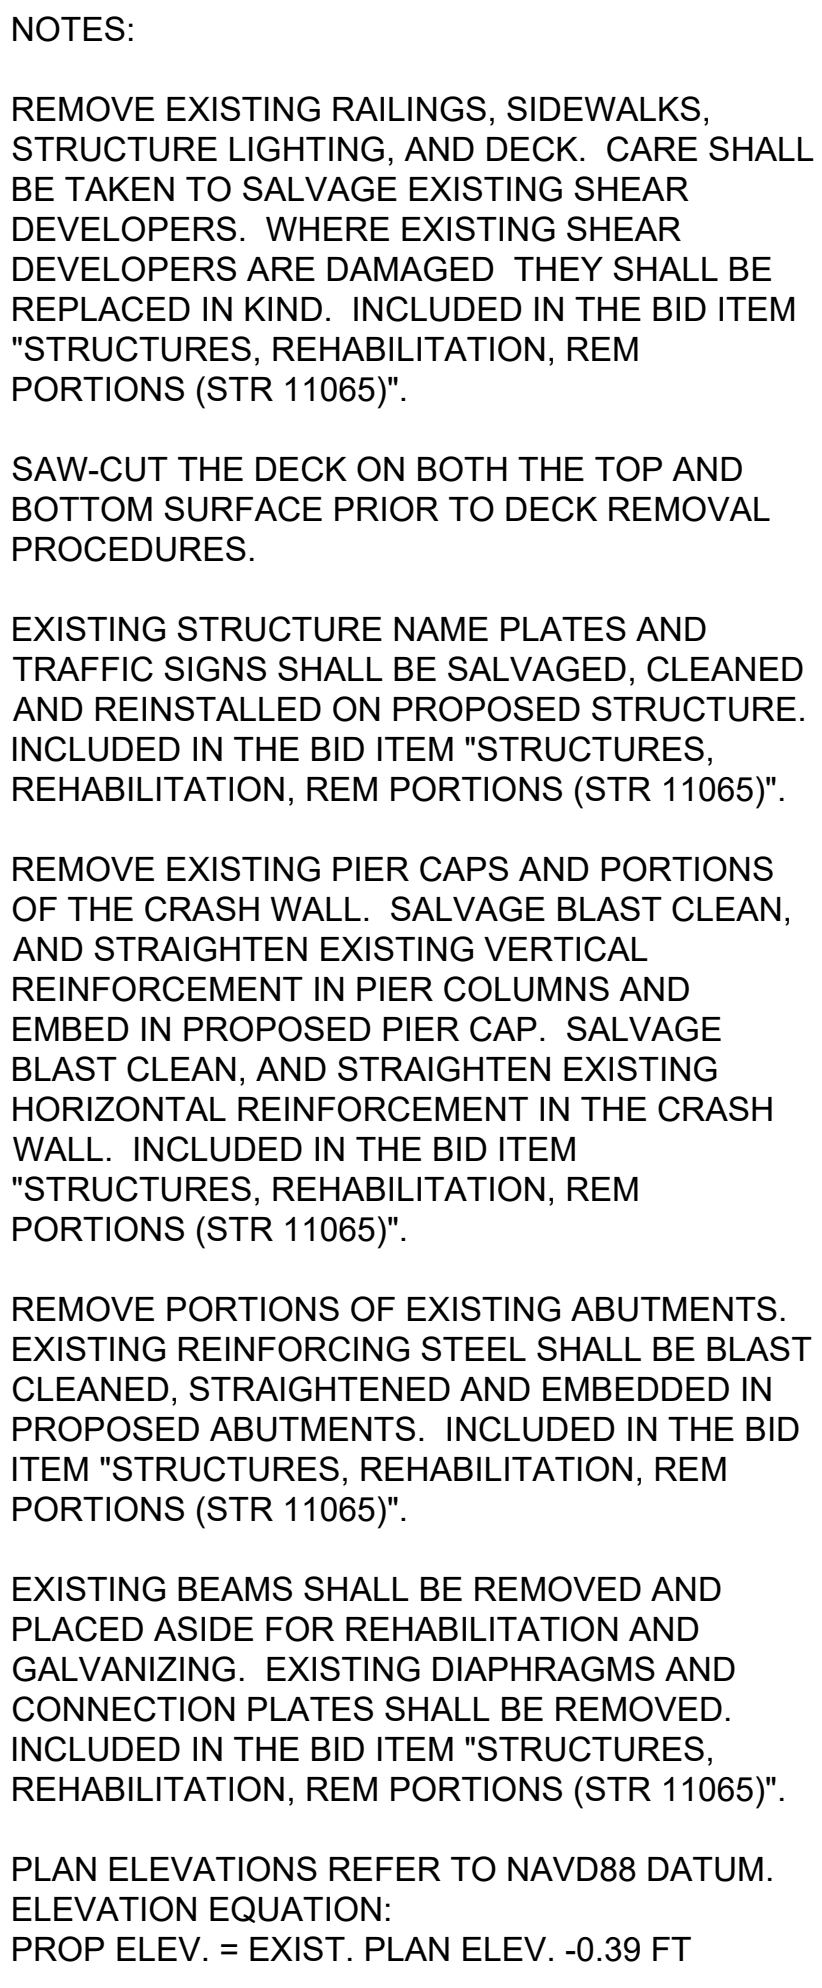 NOTES:
REMOVE EXISTING RAILINGS, SIDEWALKS,
STRUCTURE LIGHTING, AND DECK.  CARE SHALL
BE TAKEN TO SALVAGE EXISTING SHEAR
DEVELOPERS.  WHERE EXISTING SHEAR
DEVELOPERS ARE DAMAGED  THEY SHALL BE
REPLACED IN KIND.  INCLUDED IN THE BID ITEM
"STRUCTURES, REHABILITATION, REM
PORTIONS (STR 11065)".
SAW-CUT THE DECK ON BOTH THE TOP AND
BOTTOM SURFACE PRIOR TO DECK REMOVAL
PROCEDURES.
EXISTING STRUCTURE NAME PLATES AND
TRAFFIC SIGNS SHALL BE SALVAGED, CLEANED
AND REINSTALLED ON PROPOSED STRUCTURE.
INCLUDED IN THE BID ITEM "STRUCTURES,
REHABILITATION, REM PORTIONS (STR 11065)".
REMOVE EXISTING PIER CAPS AND PORTIONS
OF THE CRASH WALL.  SALVAGE BLAST CLEAN,
AND STRAIGHTEN EXISTING VERTICAL
REINFORCEMENT IN PIER COLUMNS AND
EMBED IN PROPOSED PIER CAP.  SALVAGE
BLAST CLEAN, AND STRAIGHTEN EXISTING
HORIZONTAL REINFORCEMENT IN THE CRASH
WALL.  INCLUDED IN THE BID ITEM
"STRUCTURES, REHABILITATION, REM
PORTIONS (STR 11065)".
REMOVE PORTIONS OF EXISTING ABUTMENTS.
EXISTING REINFORCING STEEL SHALL BE BLAST
CLEANED, STRAIGHTENED AND EMBEDDED IN
PROPOSED ABUTMENTS.  INCLUDED IN THE BID
ITEM "STRUCTURES, REHABILITATION, REM
PORTIONS (STR 11065)".
EXISTING BEAMS SHALL BE REMOVED AND
PLACED ASIDE FOR REHABILITATION AND
GALVANIZING.  EXISTING DIAPHRAGMS AND
CONNECTION PLATES SHALL BE REMOVED.
INCLUDED IN THE BID ITEM "STRUCTURES,
REHABILITATION, REM PORTIONS (STR 11065)".
PLAN ELEVATIONS REFER TO NAVD88 DATUM.
ELEVATION EQUATION:
PROP ELEV. = EXIST. PLAN ELEV. -0.39 FT